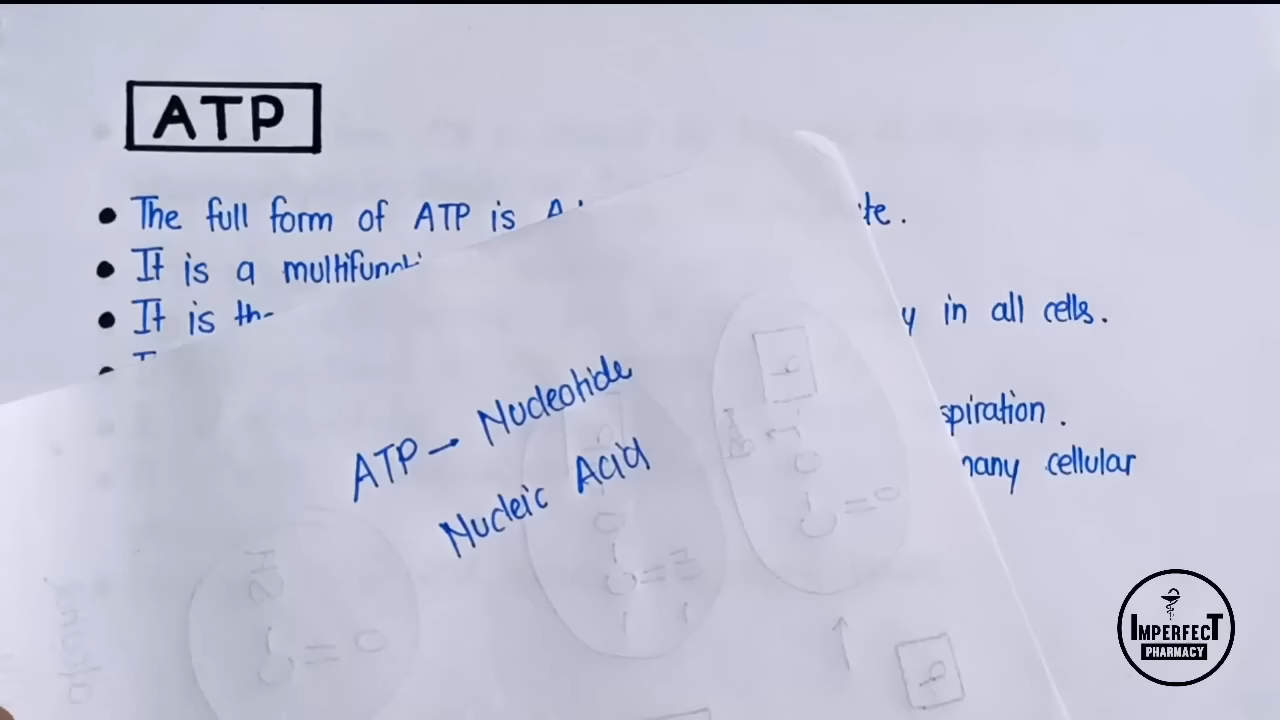 ATP
The full form of ATP is te.
It is a multifuncti
It is th y in all cells.
spiration.
many cellular
ATP → Nucleotide
Nucleic Acid
IMPERFECT
PHARMACY